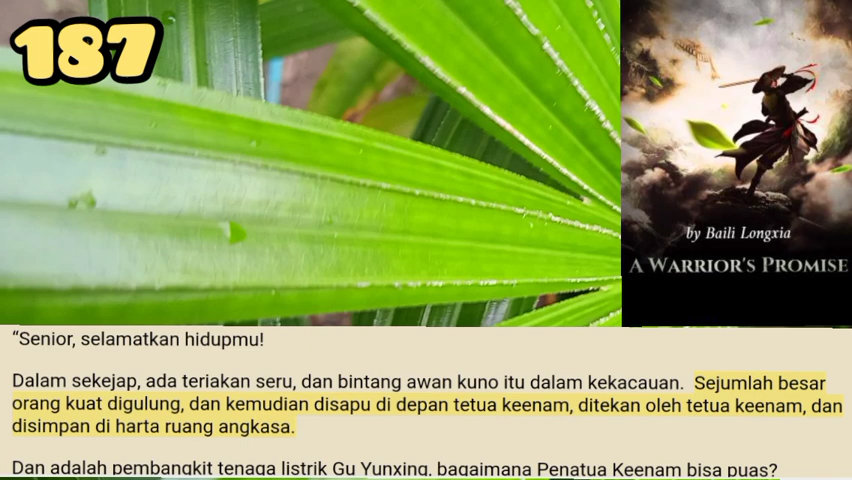 187
by Baili Longxia
A WARRIOR'S PROMISE
“Senior, selamatkan hidupmu!
Dalam sekejap, ada teriakan seru, dan bintang awan kuno itu dalam kekacauan. Sejumlah besar
orang kuat digulung, dan kemudian disapu di depan tetua keenam, ditekan oleh tetua keenam, dan
disimpan di harta ruang angkasa.
Dan adalah pembangkit tenaga listrik Gu Yunxing, bagaimana Penatua Keenam bisa puas?